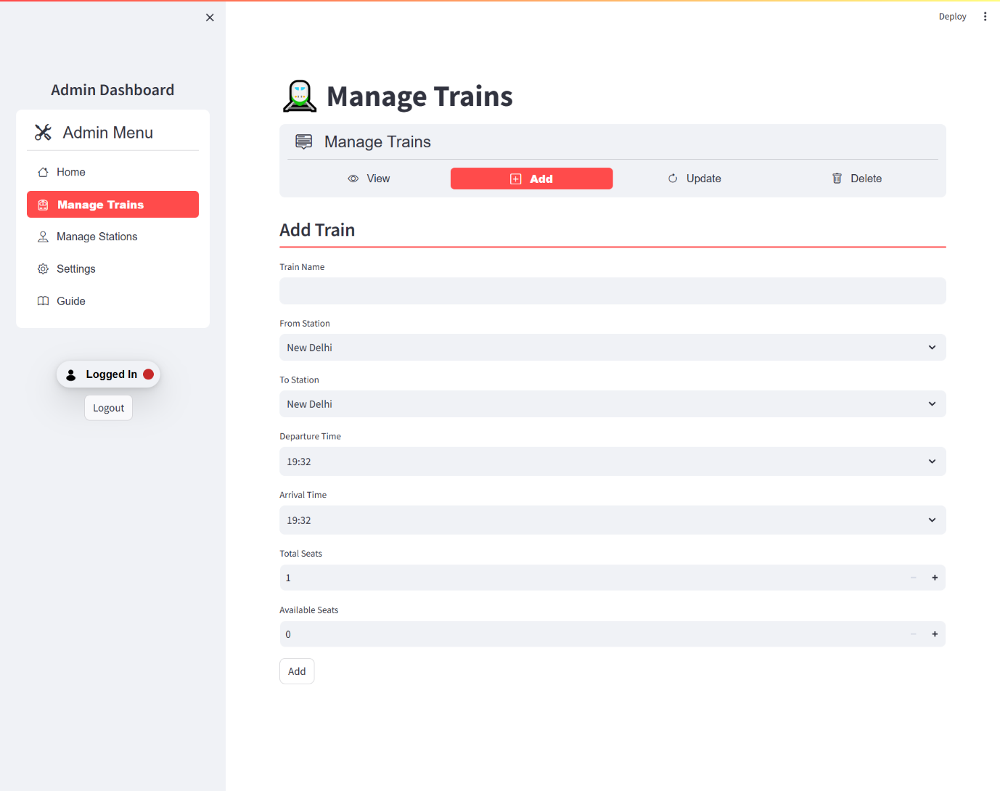 Deploy
Admin Dashboard
Admin Menu
Home
Manage Trains
Manage Stations
Settings
Guide
Logged In
Logout
Manage Trains
Manage Trains
View
Add
Update
Delete
Add Train
Train Name
From Station
New Delhi
To Station
New Delhi
Departure Time
19:32
Arrival Time
19:32
Total Seats
1
Available Seats
0
Add